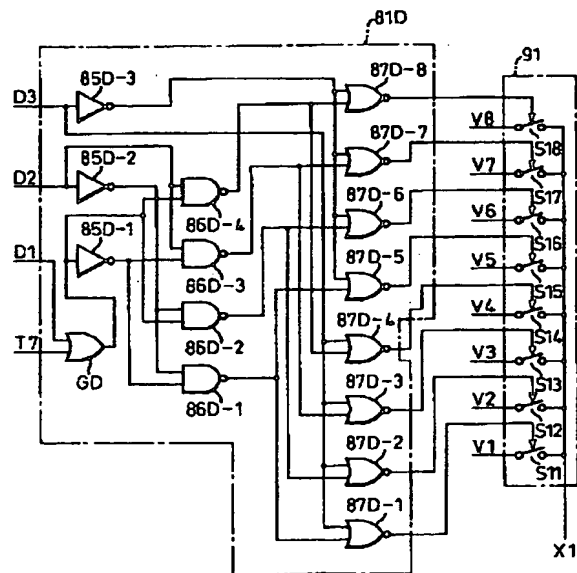 81D
91
85D-3
D3
87D-8
V8
S18
85D-2
87D-7
D2
V7
S17
86D-4
87D-6
V6
S16
85D-1
D1
86D-3
87D-5
V5
S15
T7
GD
86D-2
87D-4
V4
S14
86D-1
87D-3
V3
S13
87D-2
V2
S12
87D-1
V1
S11
X1